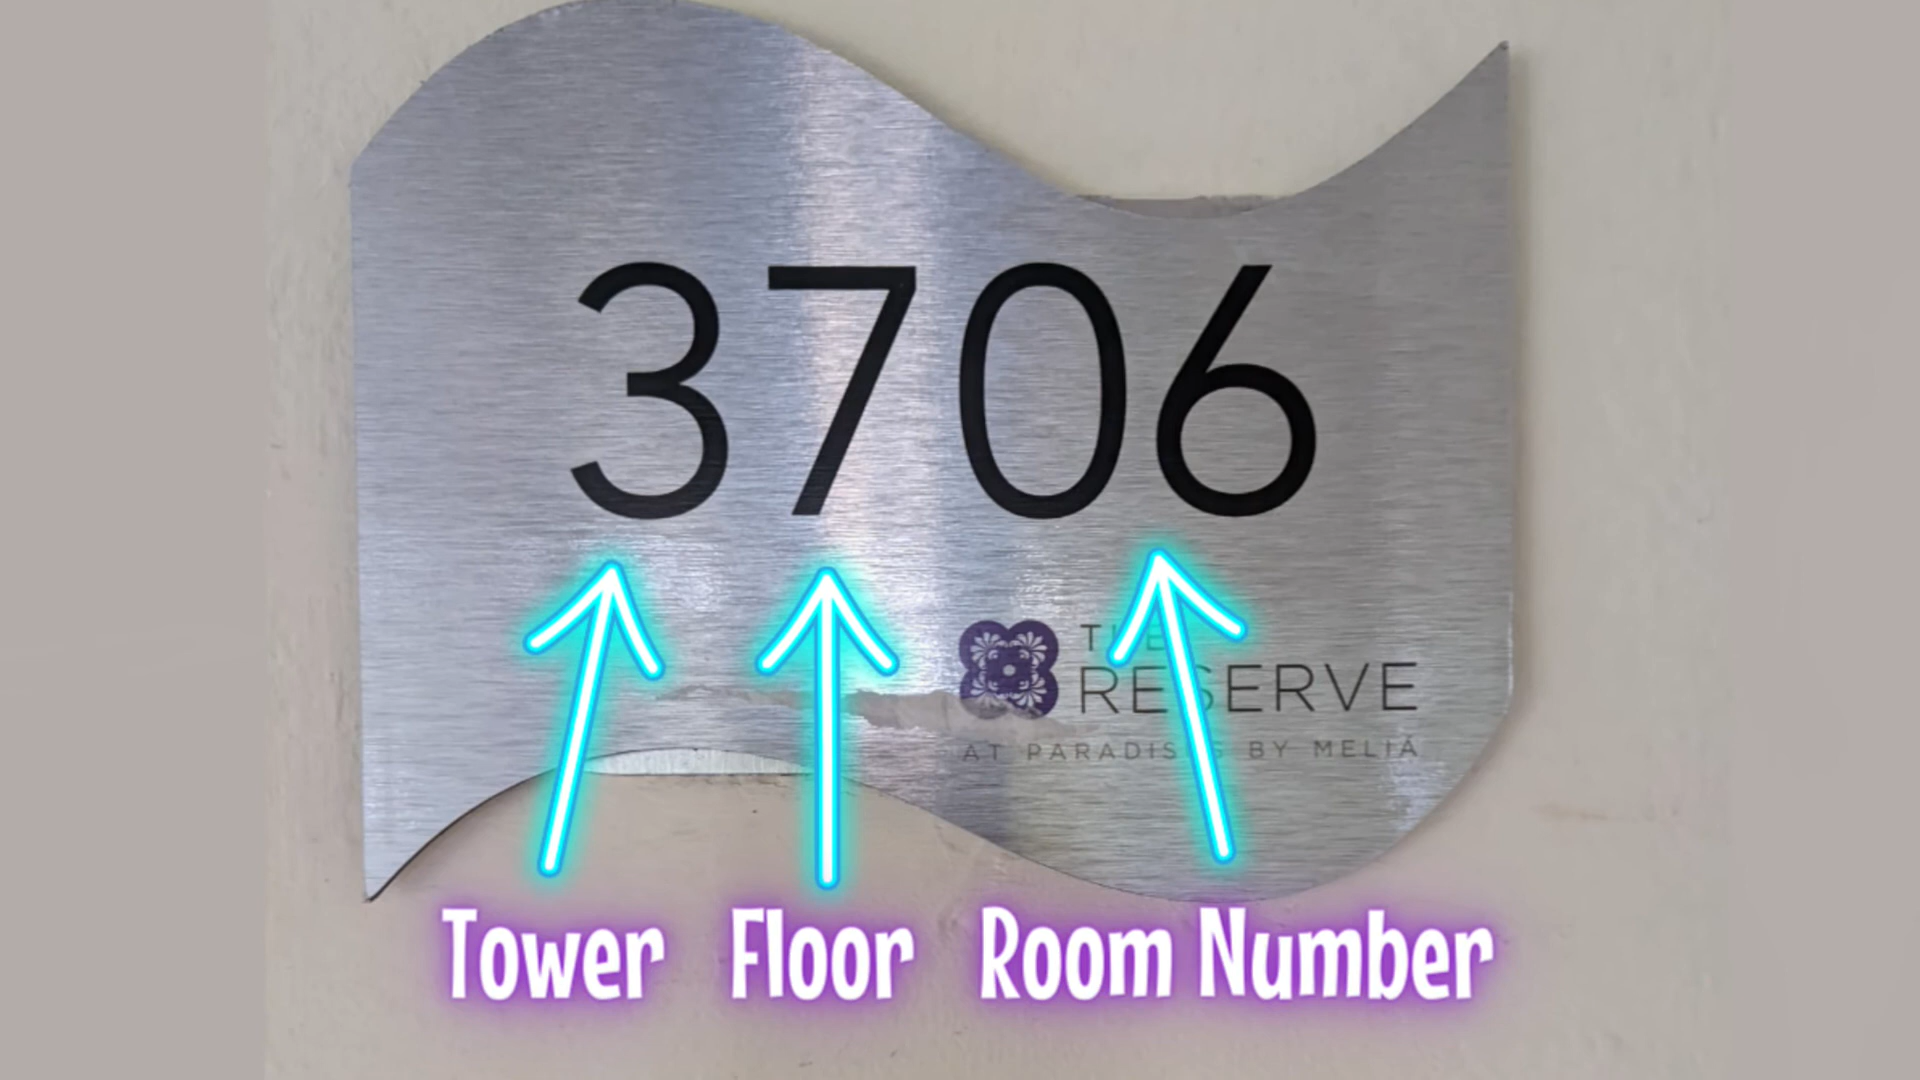 3706
THE
RESERVE
AT PARADISUS BY MELIÁ
Tower Floor Room Number